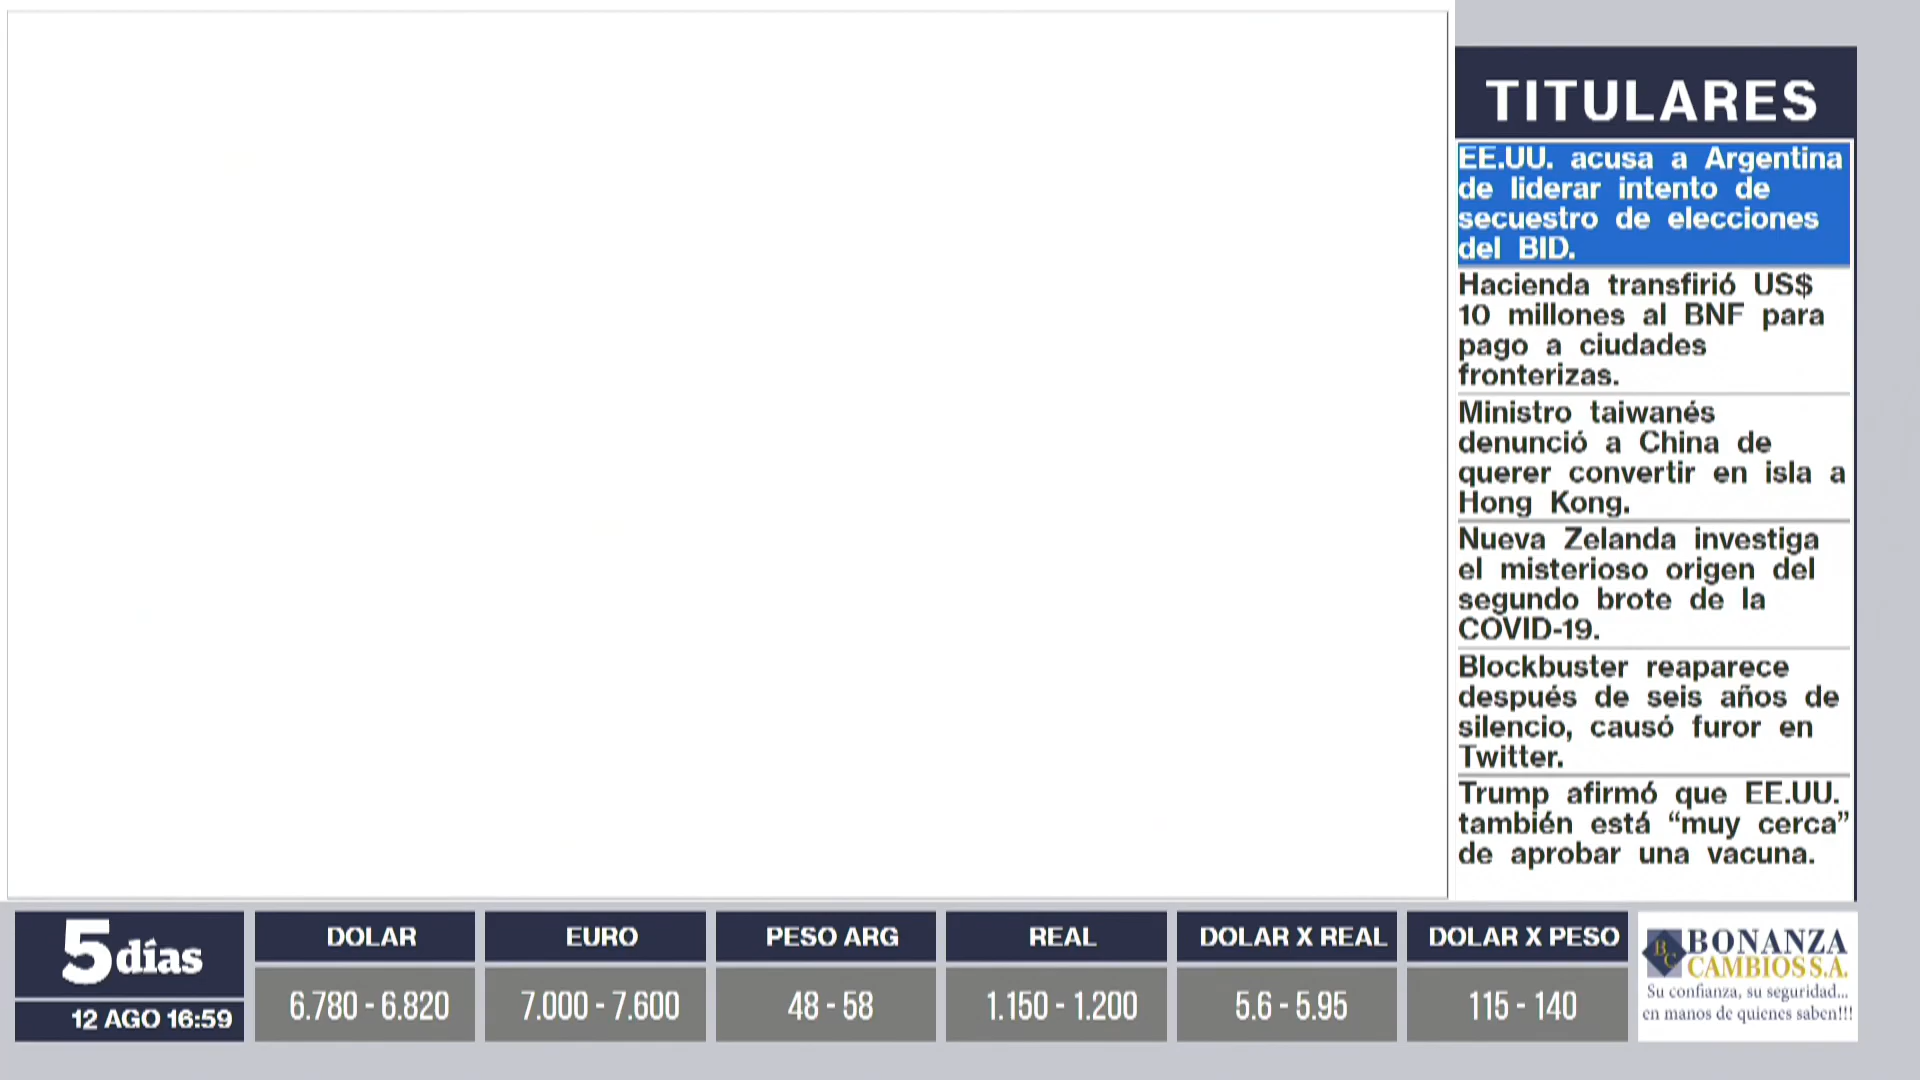 TITULARES
EE.UU. acusa a Argentina
de liderar intento de
secuestro de elecciones
del BID.
Hacienda transfirió US$
10 millones al BNF para
pago a ciudades
fronterizas.
Ministro taiwanés
denunció a China de
querer convertir en isla a
Hong Kong.
Nueva Zelanda investiga
el misterioso origen del
segundo brote de la
COVID-19.
Blockbuster reaparece
después de seis años de
silencio, causó furor en
Twitter.
Trump afirmó que EE.UU.
también está “muy cerca”
de aprobar una vacuna.
5días
12 AGO 16:59
DOLAR
6.780 - 6.820
EURO
7.000 - 7.600
PESO ARG
48 - 58
REAL
1.150 - 1.200
DOLAR X REAL
5.6 - 5.95
DOLAR X PESO
115 - 140
BC
BONANZA
CAMBIOS S.A.
Su confianza, su seguridad...
en manos de quienes saben!!!